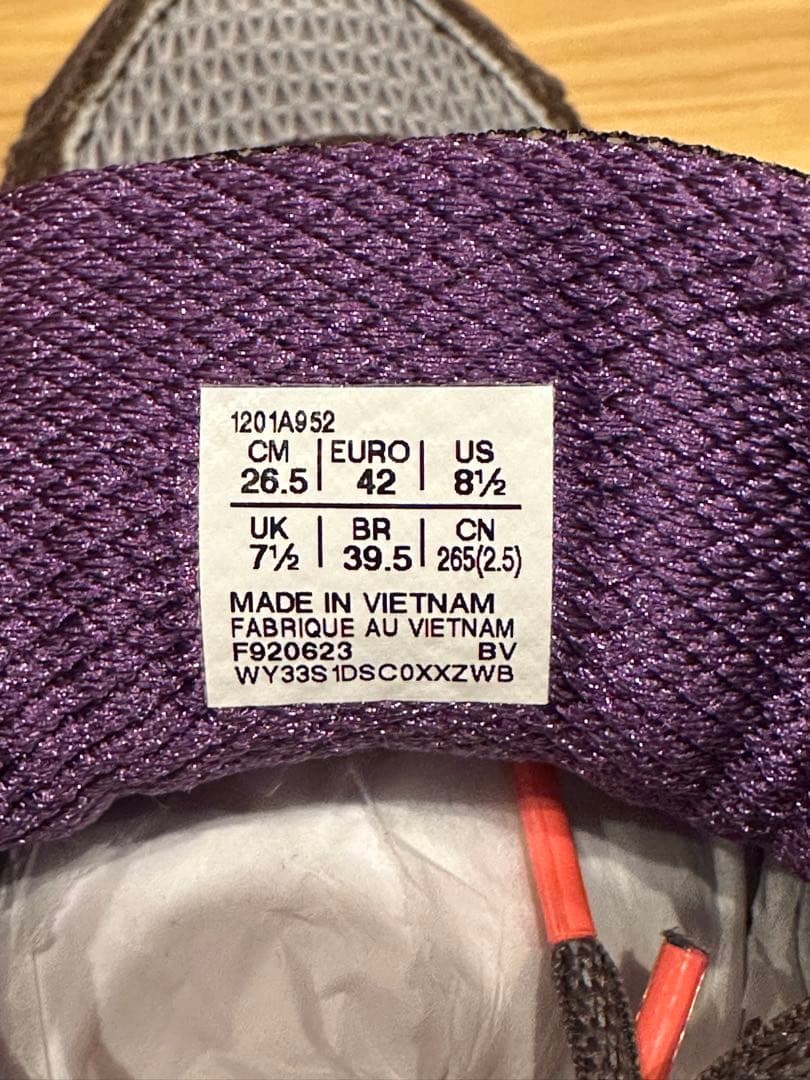 1201A952
CM | EURO | US
26.5 | 42 | 8½
UK | BR | CN
7½ | 39.5 | 265(2.5)
MADE IN VIETNAM
FABRIQUE AU VIETNAM
F920623 BV
WY33S1DSC0XXZWB